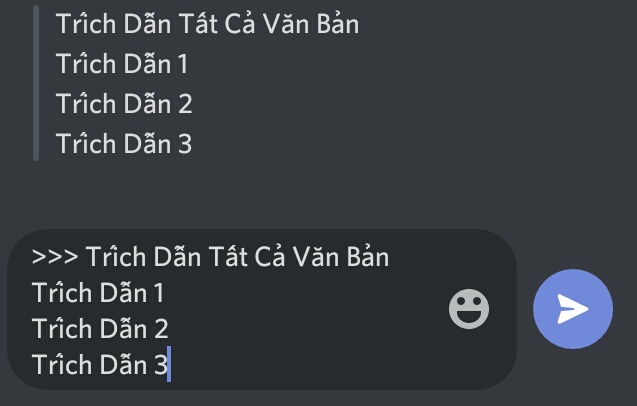 Trích Dẫn Tất Cả Văn Bản
Trích Dẫn 1
Trích Dẫn 2
Trích Dẫn 3
>>> Trích Dẫn Tất Cả Văn Bản
Trích Dẫn 1
Trích Dẫn 2
Trích Dẫn 3